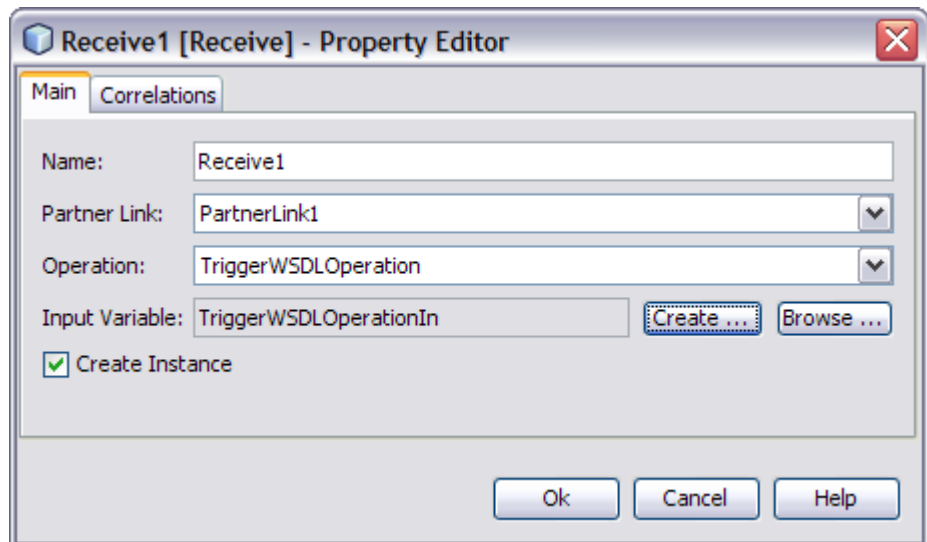 Receive1 [Receive] - Property Editor
Main Correlations
Name: Receive1
Partner Link: PartnerLink1
Operation: TriggerWSDLOperation
Input Variable: TriggerWSDLOperationIn Create ... Browse ...
Create Instance
Ok Cancel Help